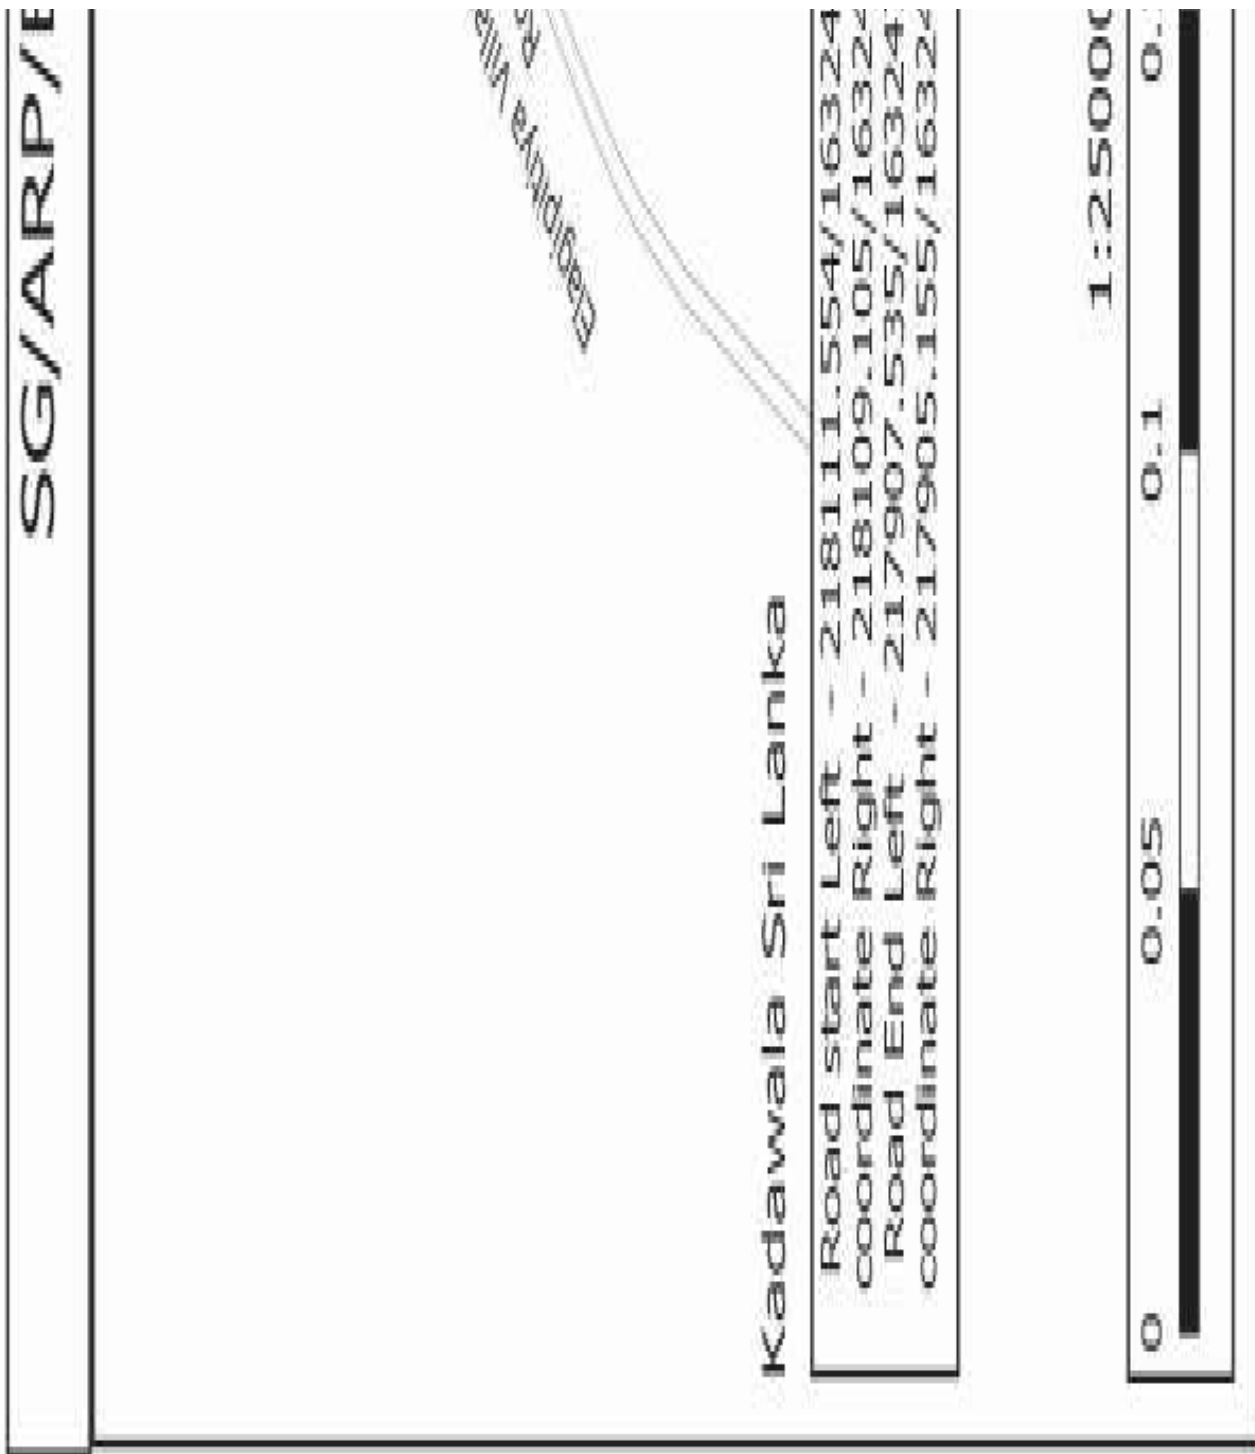 SG/ARP/E
Kadawala Sri Lanka
Road start Left - 218111.554/16324
coordinate Right - 218109.105/16324
Road End Left - 217907.535/16324
coordinate Right - 217905.155/16324
1:25000
0 0.05 0.1